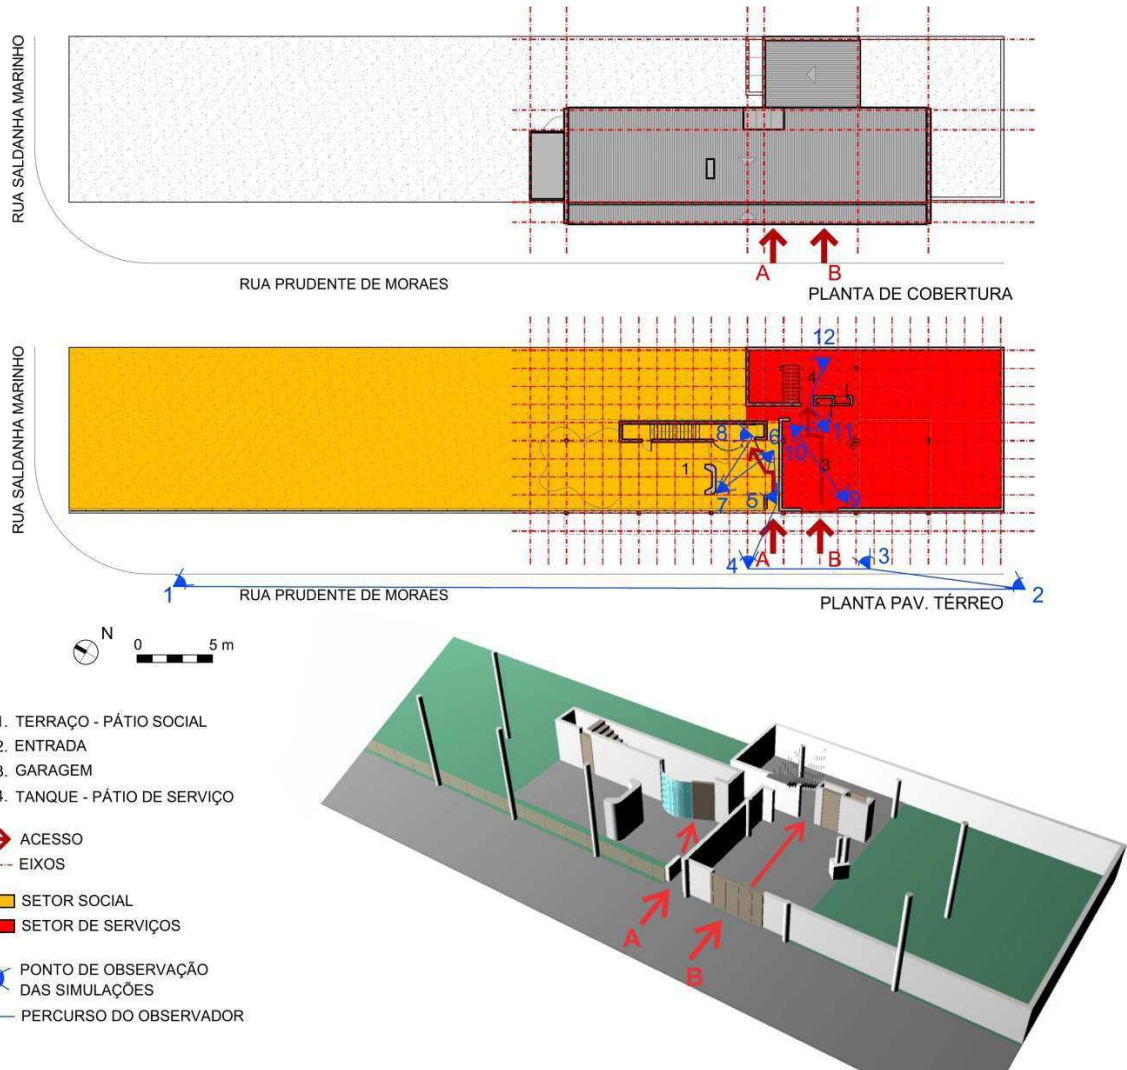 RUA SALDANHA MARINHO
A
B
RUA PRUDENTE DE MORAES
PLANTA DE COBERTURA
RUA SALDANHA MARINHO
12
4
8
6
11
10
1
3
7
5
9
A
B
4
3
1
2
RUA PRUDENTE DE MORAES
PLANTA PAV. TÉRREO
N
0 5 m
1. TERRAÇO - PÁTIO SOCIAL
2. ENTRADA
3. GARAGEM
4. TANQUE - PÁTIO DE SERVIÇO
ACESSO
EIXOS
SETOR SOCIAL
SETOR DE SERVIÇOS
PONTO DE OBSERVAÇÃO
DAS SIMULAÇÕES
PERCURSO DO OBSERVADOR
A
B